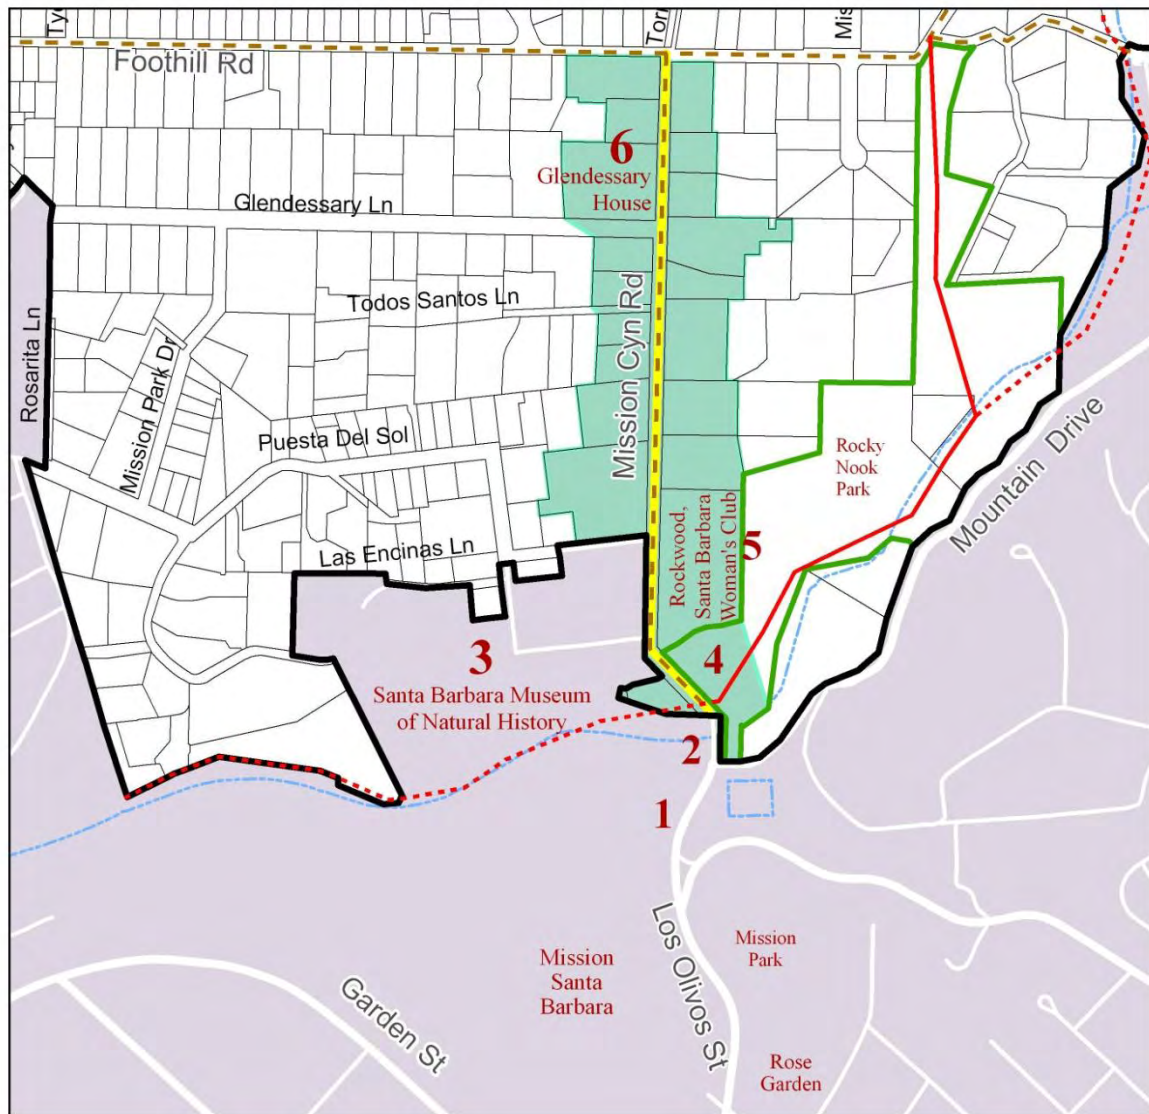 Foothill Rd
6
Glendessary
House
Glendessary Ln
Todos Santos Ln
Mission Cyn Rd
Rosarita Ln
Mission Park Dr
Puesta Del Sol
Rocky
Nook
Park
Mountain Drive
Las Encinas Ln
Rockwood,
Santa Barbara
Woman's Club
5
3
Santa Barbara Museum
of Natural History
4
2
1
Los Olivos St
Mission
Park
Mission
Santa
Barbara
Garden St
Rose
Garden